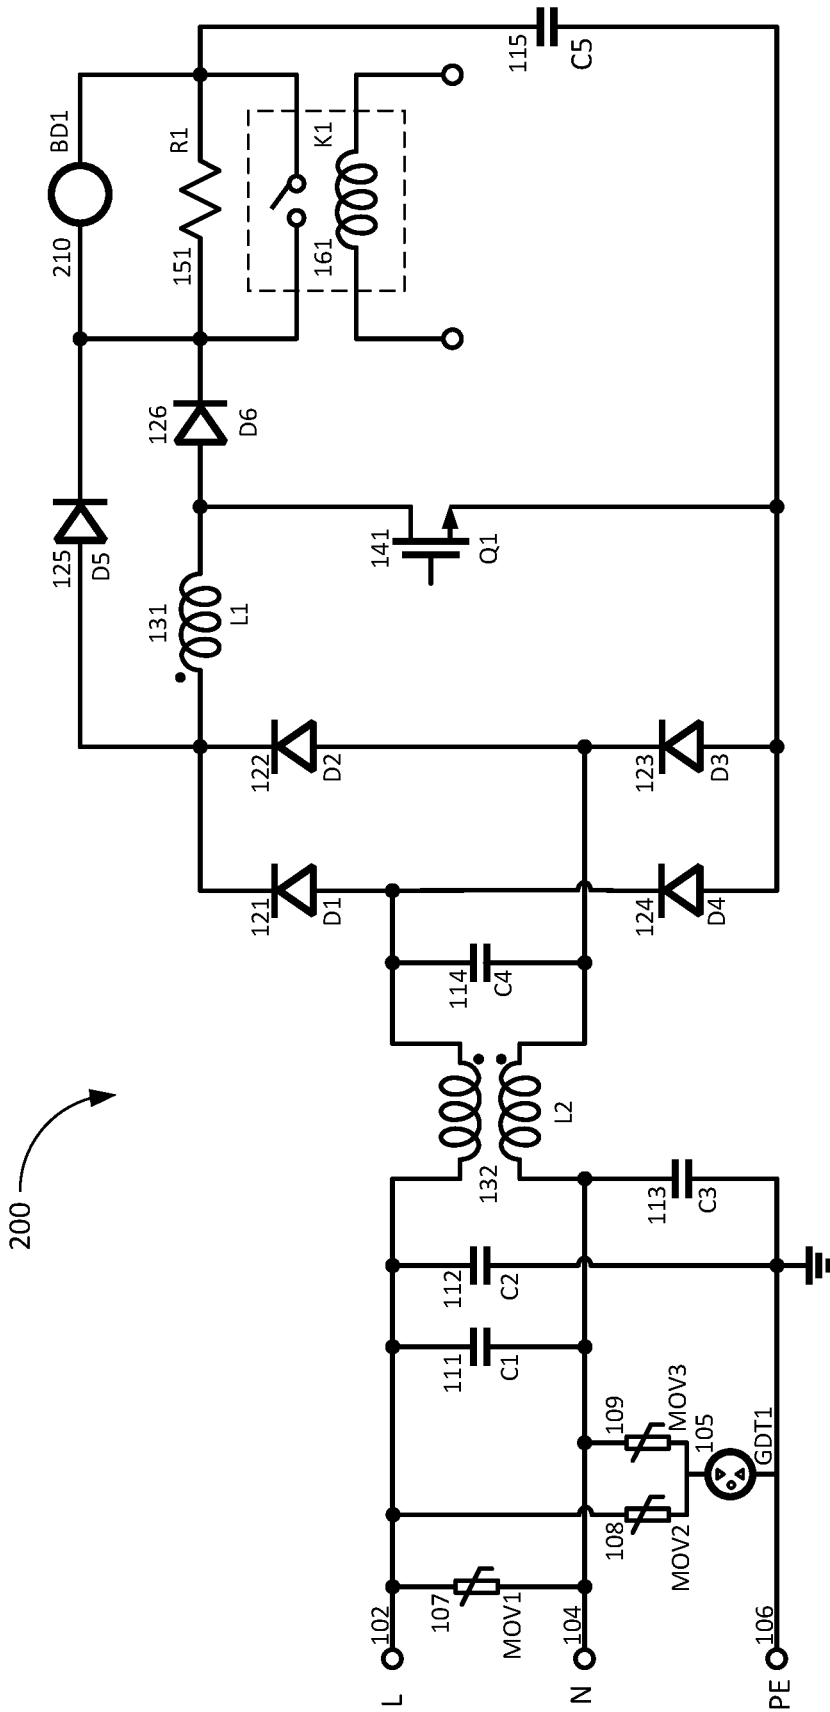 200
L
102
N
104
PE
106
107
MOV1
108
MOV2
109
MOV3
105
GDT1
111
C1
112
C2
113
C3
132
L2
114
C4
121
D1
122
D2
123
D3
124
D4
131
L1
125
D5
126
D6
141
Q1
210
BD1
151
R1
161
K1
115
C5